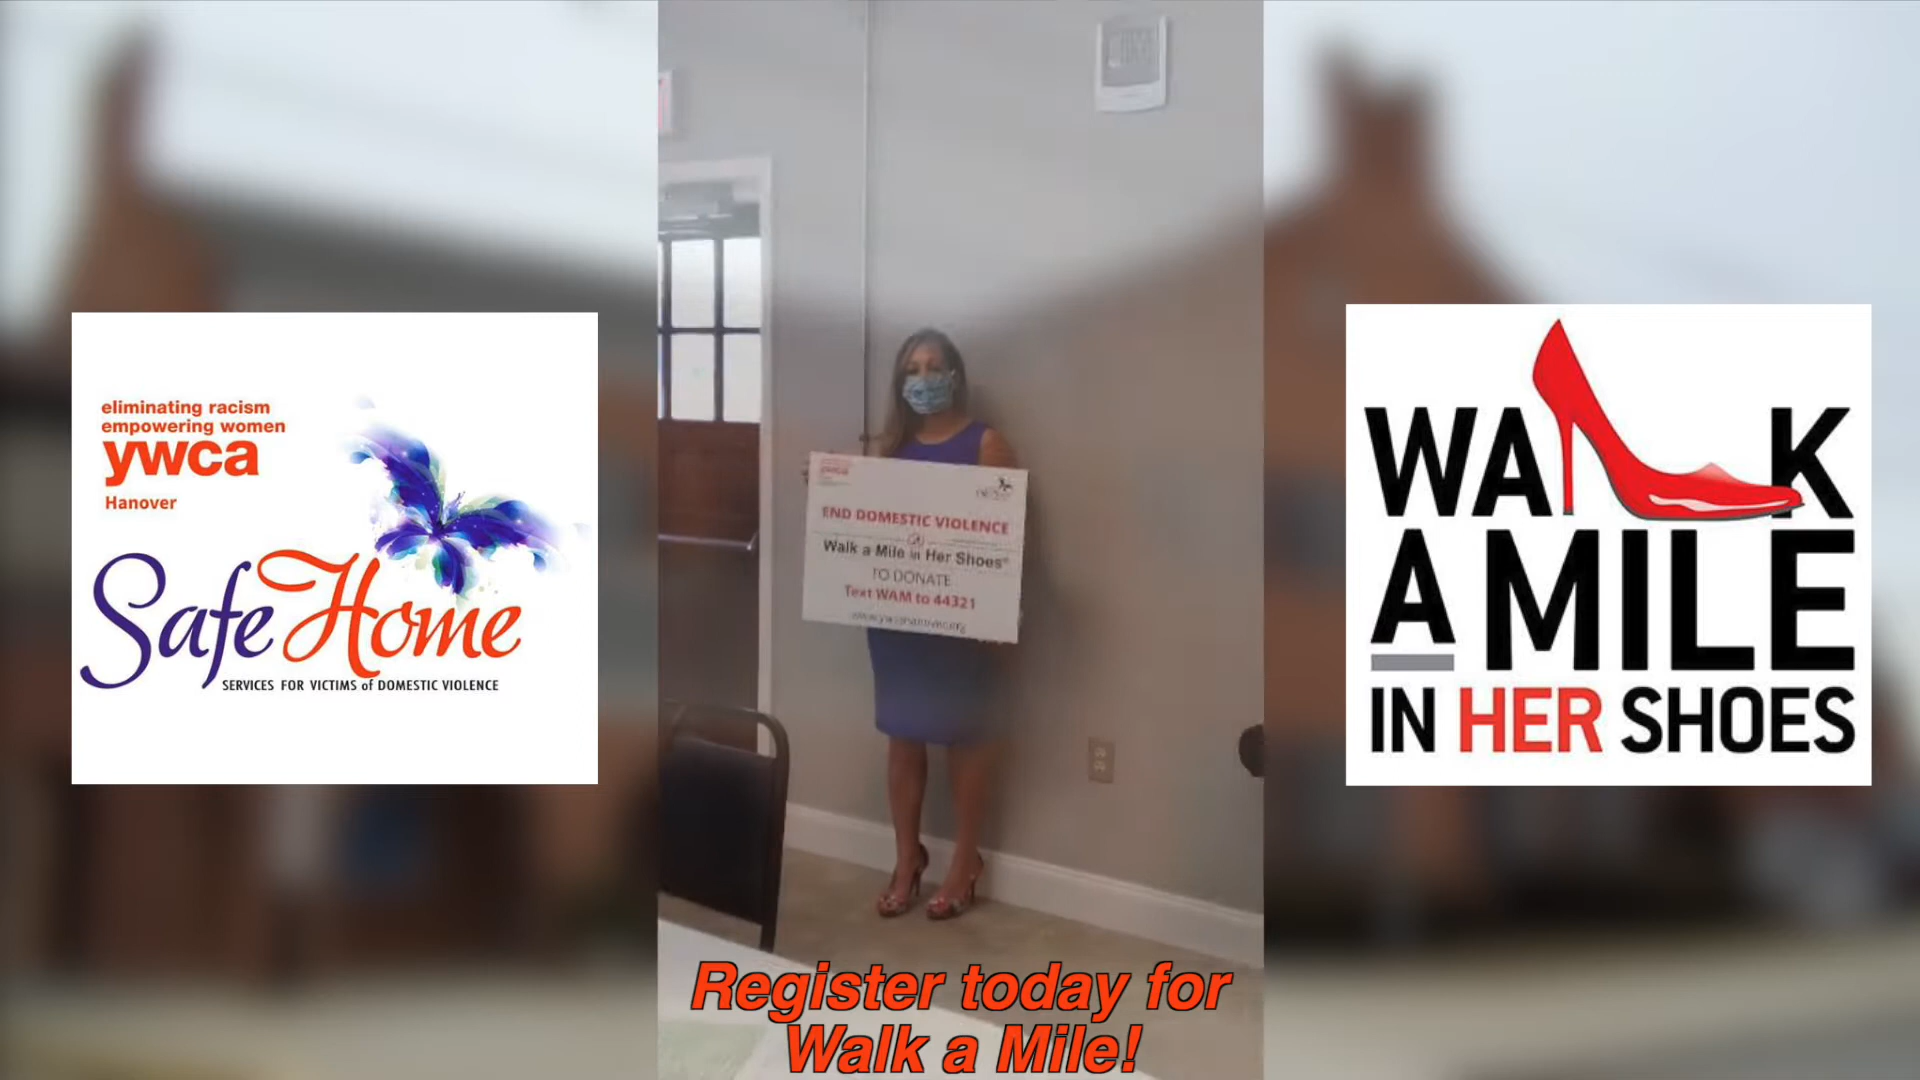 eliminating racism
empowering women
ywca
Hanover
Safe Home
SERVICES FOR VICTIMS of DOMESTIC VIOLENCE
END DOMESTIC VIOLENCE
Walk a Mile in Her Shoes®
TO DONATE
Text WAM to 44321
WALK
A MILE
IN HER SHOES
Register today for
Walk a Mile!